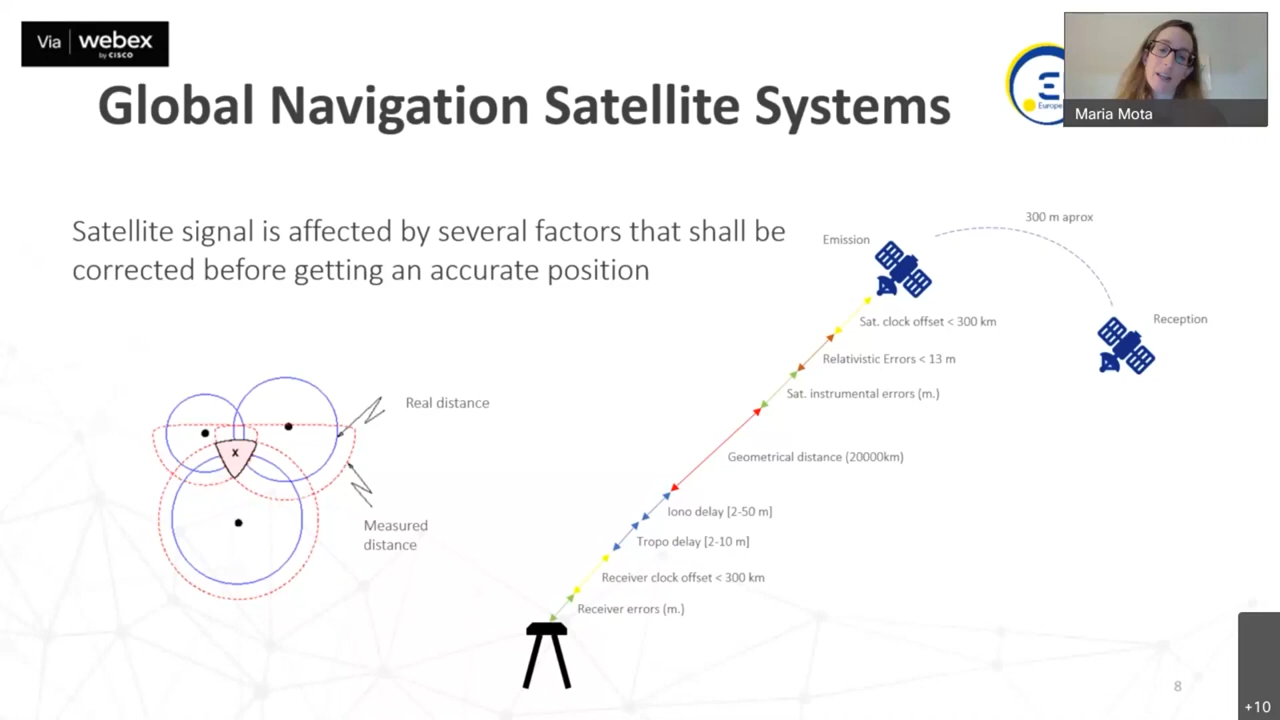 Via webex
by CISCO
Global Navigation Satellite Systems
Europe
Maria Mota
Satellite signal is affected by several factors that shall be
corrected before getting an accurate position
300 m aprox
Emission
Reception
Sat. clock offset < 300 km
Relativistic Errors < 13 m
Sat. instrumental errors (m.)
Geometrical distance (20000km)
Iono delay [2-50 m]
Tropo delay [2-10 m]
Receiver clock offset < 300 km
Receiver errors (m.)
Real distance
x
Measured
distance
8
+10